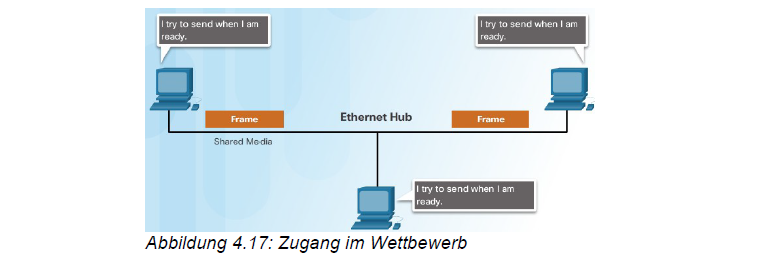 I try to send when I am
ready.
I try to send when I am
ready.
Frame
Ethernet Hub
Frame
Shared Media
I try to send when I am
ready.
Abbildung 4.17: Zugang im Wettbewerb